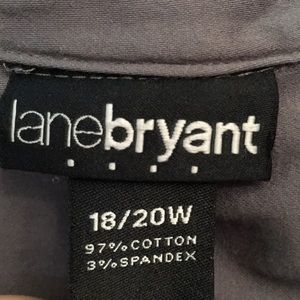 lanebryant
18/20W
97%COTTON
3%SPANDEX